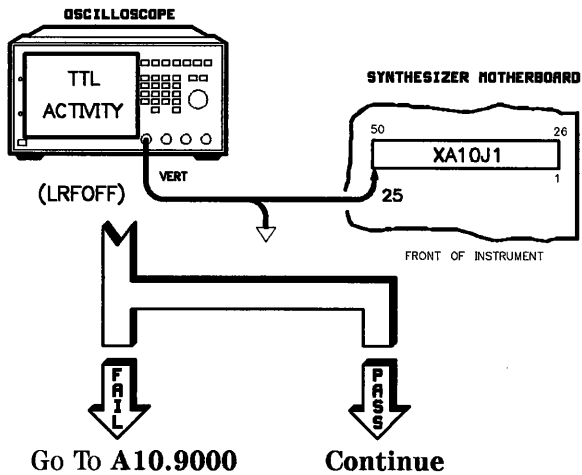 OSCILLOSCOPE
TTL
ACTIVITY
SYNTHESIZER MOTHERBOARD
50
26
XA10J1
1
25
VERT
(LRFOFF)
FRONT OF INSTRUMENT
FAIL
PASS
Go To A10.9000
Continue